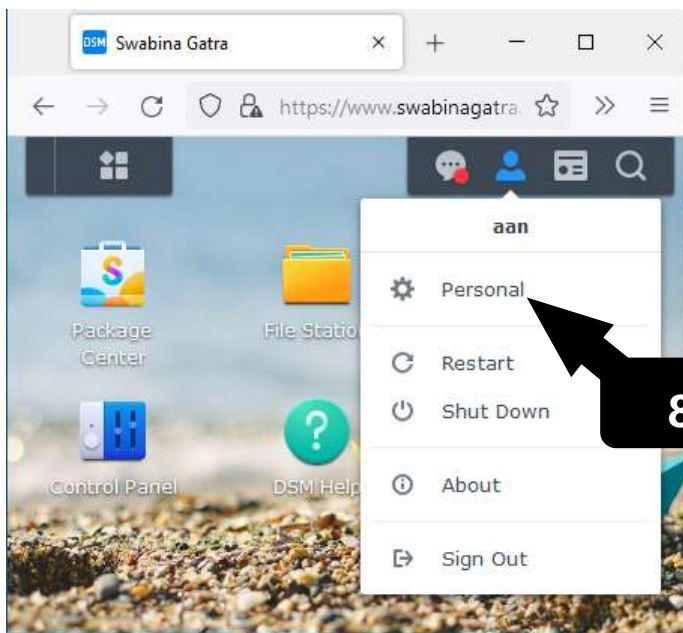 DSM Swabina Gatra
https://www.swabinagatra.
aan
Personal
Restart
Shut Down
About
Sign Out
Package
Center
File Statio
Control Panel
DSM Help
8